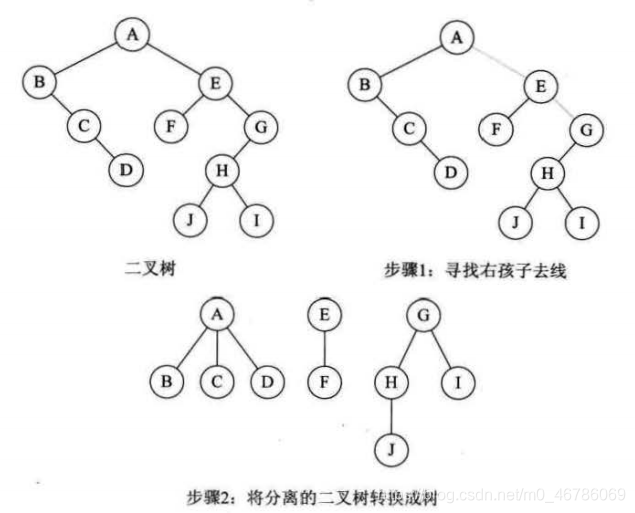 A A
B E B E
C F G C F G
D H D H
J I J I
二叉树 步骤1：寻找右孩子去线
A E G
B C D F H I
J
步骤2：将分离的二叉树转换成树
blog.csdn.net/m0_46786069